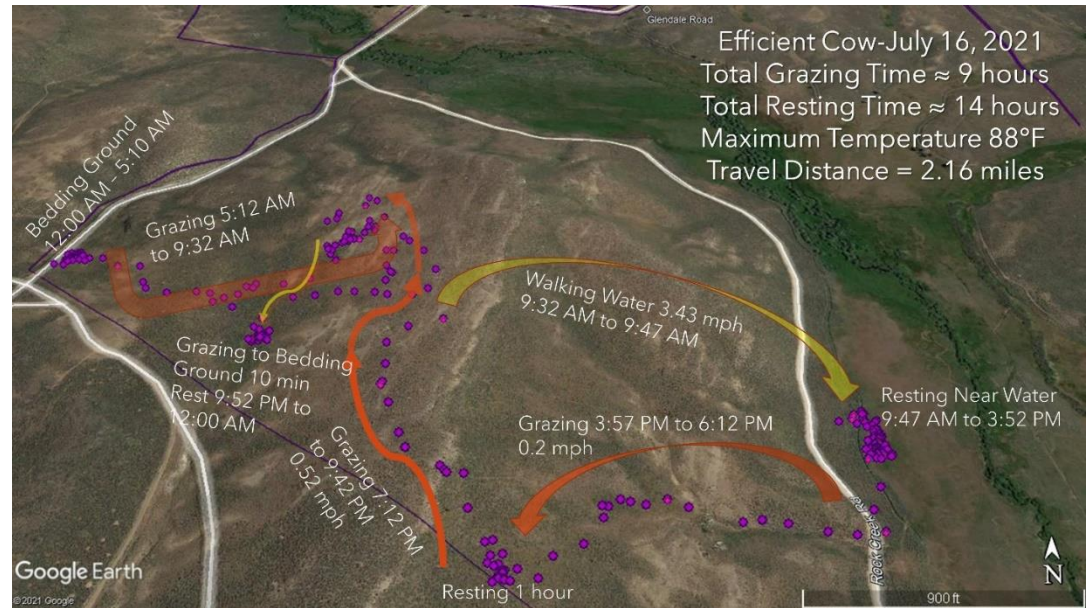 Glendale Road
Efficient Cow-July 16, 2021
Total Grazing Time ≈ 9 hours
Total Resting Time ≈ 14 hours
Maximum Temperature 88°F
Travel Distance = 2.16 miles
Bedding Ground
12:00 AM - 5:10 AM
Grazing 5:12 AM
to 9:32 AM
Walking Water 3.43 mph
9:32 AM to 9:47 AM
Grazing to Bedding
Ground 10 min
Rest 9:52 PM to
12:00 AM
Resting Near Water
9:47 AM to 3:52 PM
Grazing 3:57 PM to 6:12 PM
0.2 mph
Grazing 7:12 PM
to 9:42 PM
0.52 mph
Rock Creek Rd
Resting 1 hour
Google Earth
©2021 Google
N
900 ft